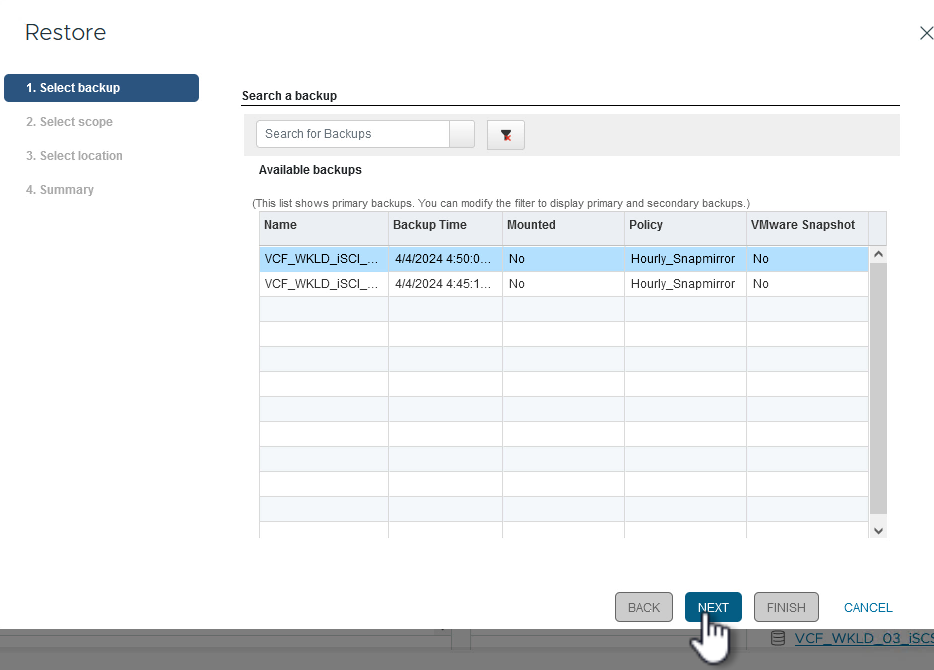 Restore
1. Select backup
2. Select scope
3. Select location
4. Summary
Search a backup
Search for Backups
Available backups
(This list shows primary backups. You can modify the filter to display primary and secondary backups.)
Name Backup Time Mounted Policy VMware Snapshot
VCF_WKLD_iSCI_... 4/4/2024 4:50:0... No Hourly_Snapmirror No
VCF_WKLD_iSCI_... 4/4/2024 4:45:1... No Hourly_Snapmirror No
BACK NEXT FINISH CANCEL
VCF_WKLD_03_iSCS